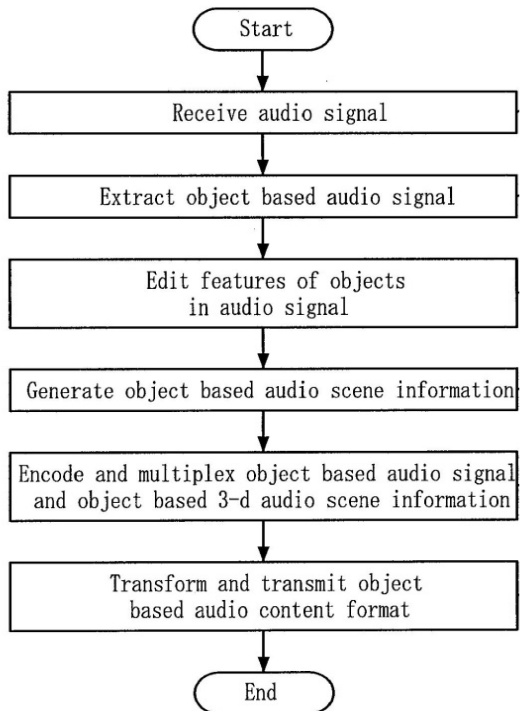 Start
Receive audio signal
Extract object based audio signal
Edit features of objects
in audio signal
Generate object based audio scene information
Encode and multiplex object based audio signal
and object based 3-d audio scene information
Transform and transmit object
based audio content format
End